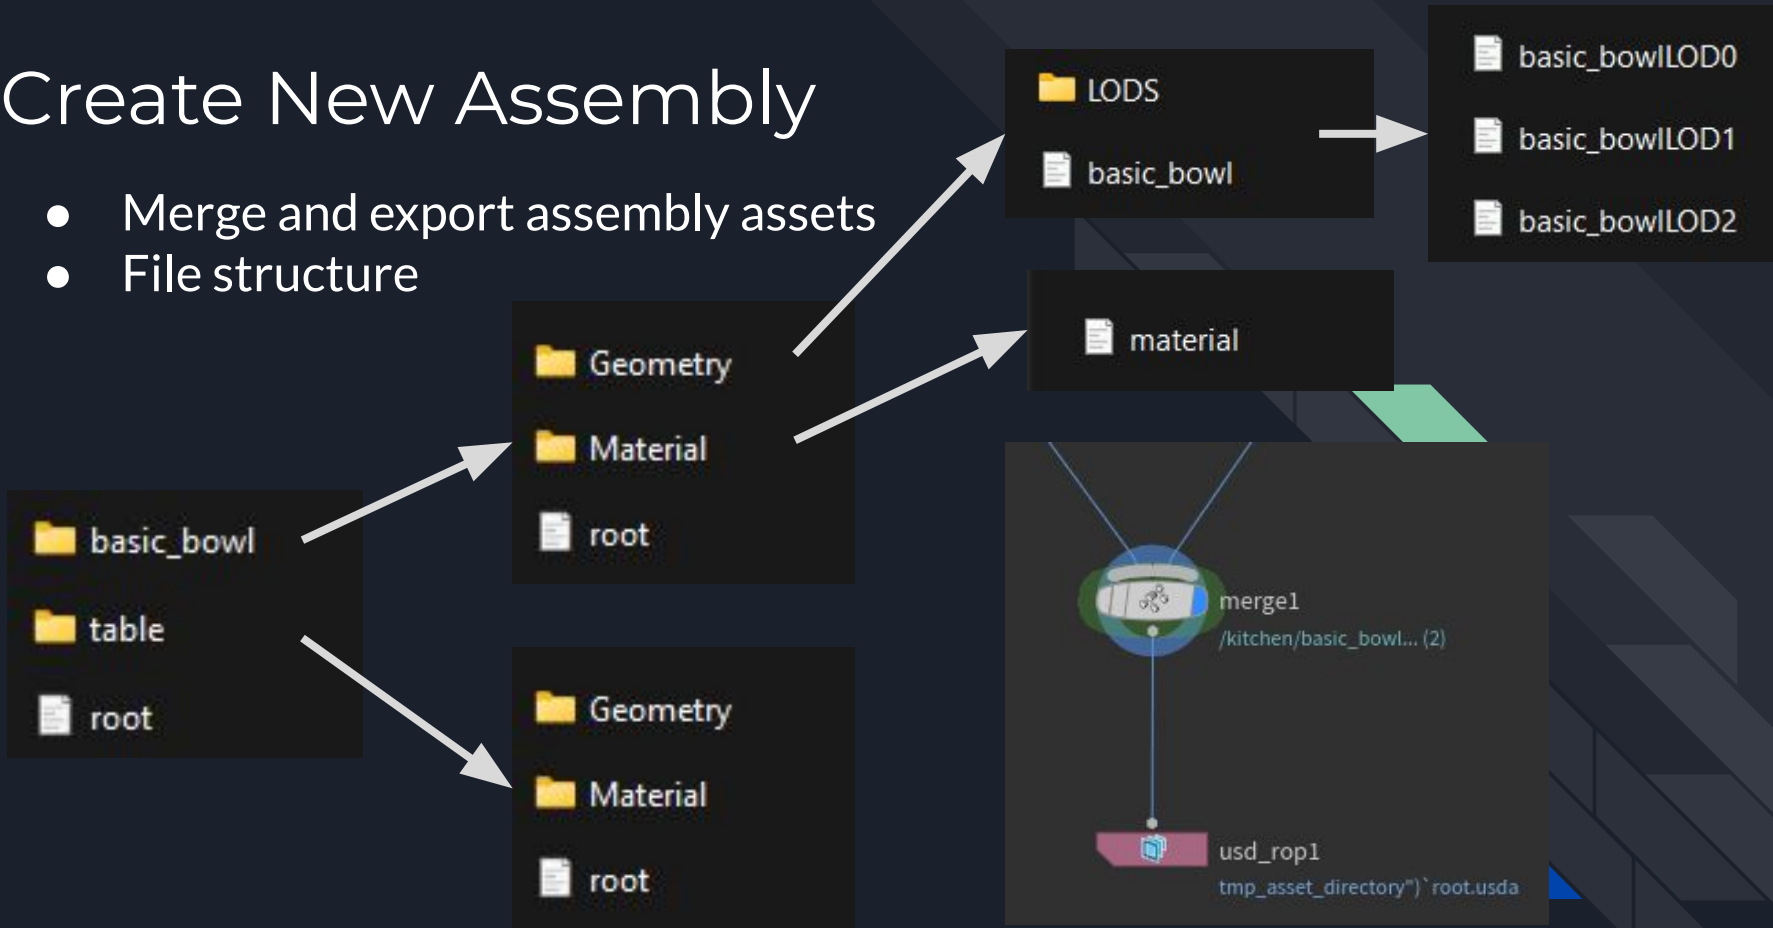 Create New Assembly
● Merge and export assembly assets
● File structure
basic_bowl
table
root
Geometry
Material
root
Geometry
Material
root
LODS
basic_bowl
basic_bowlLOD0
basic_bowlLOD1
basic_bowlLOD2
material
merge1
/kitchen/basic_bowl... (2)
usd_rop1
tmp_asset_directory")`root.usda